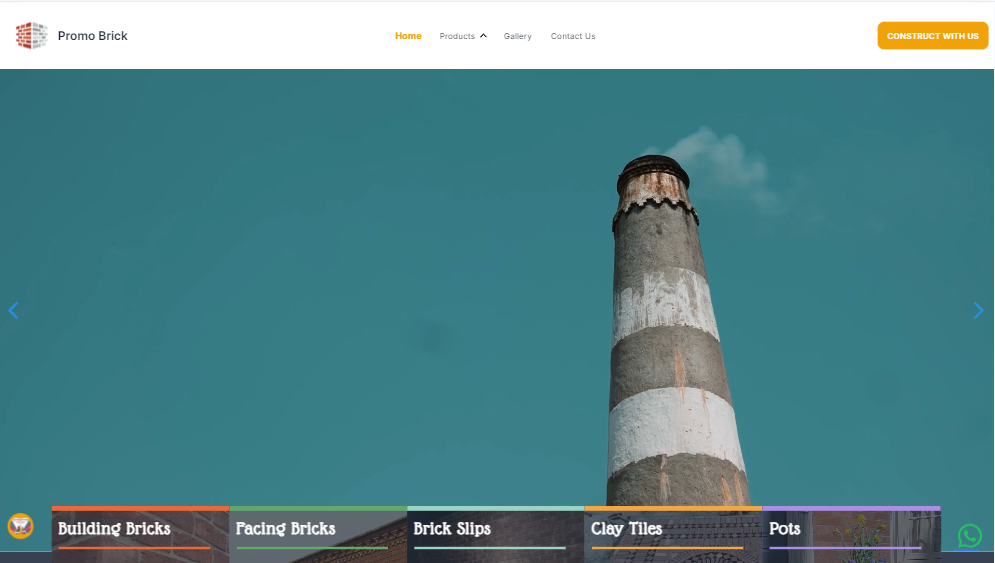 Promo Brick
Home Products Gallery Contact Us
CONSTRUCT WITH US
Building Bricks
Facing Bricks
Brick Slips
Clay Tiles
Pots